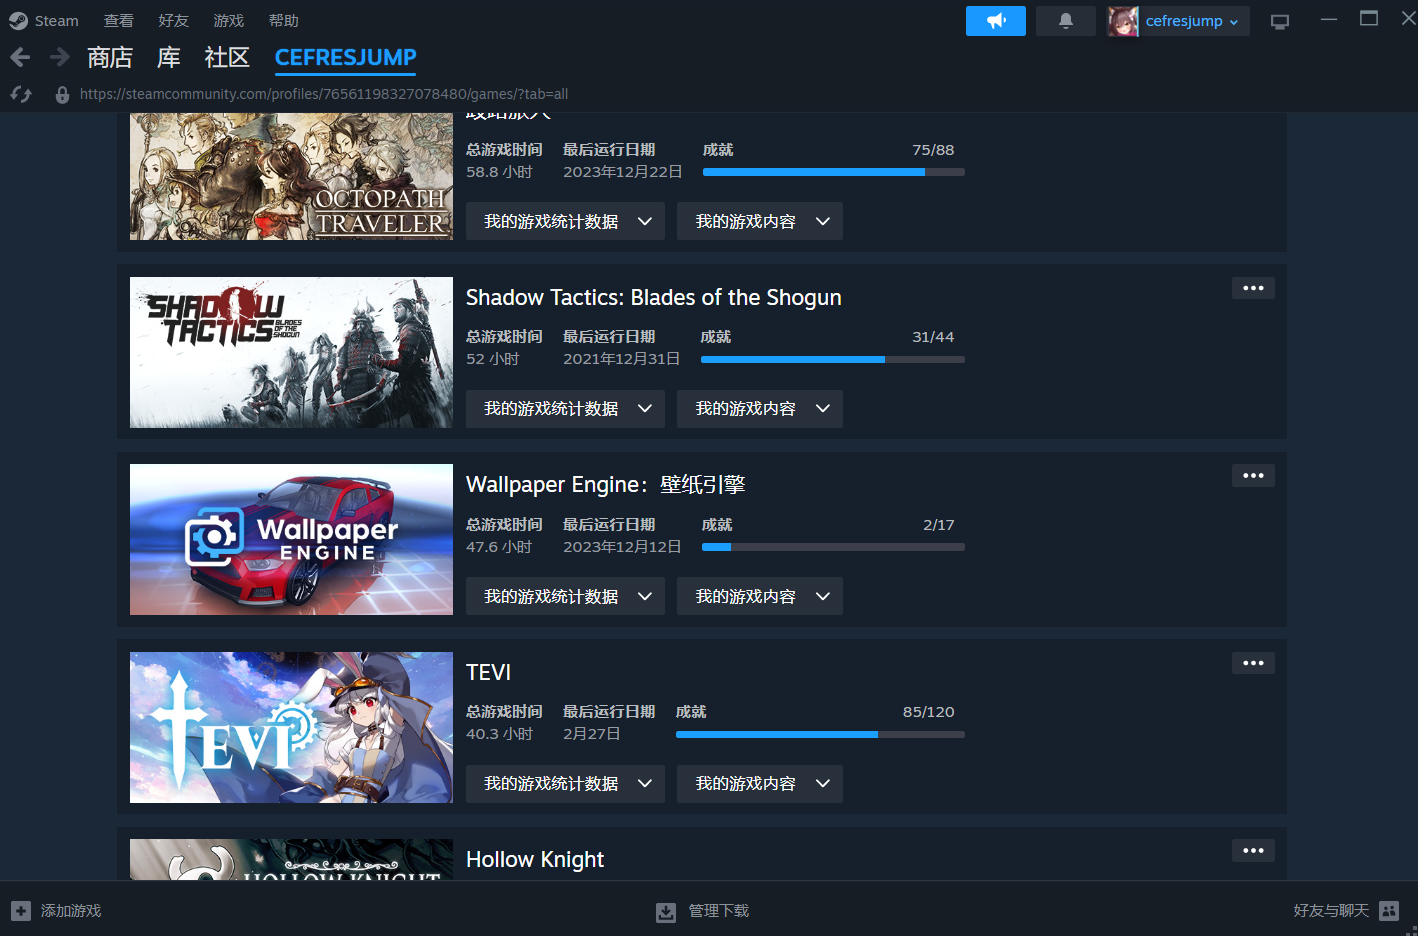 Steam 查看 好友 游戏 帮助 cefresjump
商店 库 社区 CEFRESJUMP
https://steamcommunity.com/profiles/76561198327078480/games/?tab=all
歧路旅人
OCTOPATH
TRAVELER
总游戏时间 最后运行日期 成就 75/88
58.8 小时 2023年12月22日
我的游戏统计数据 我的游戏内容
SHADOW
TACTICS
BLADES
OF THE
SHOGUN
Shadow Tactics: Blades of the Shogun
总游戏时间 最后运行日期 成就 31/44
52 小时 2021年12月31日
我的游戏统计数据 我的游戏内容
Wallpaper
ENGINE
Wallpaper Engine：壁纸引擎
总游戏时间 最后运行日期 成就 2/17
47.6 小时 2023年12月12日
我的游戏统计数据 我的游戏内容
TEVI
TEVI
总游戏时间 最后运行日期 成就 85/120
40.3 小时 2月27日
我的游戏统计数据 我的游戏内容
HOLLOW KNIGHT
Hollow Knight
添加游戏 管理下载 好友与聊天